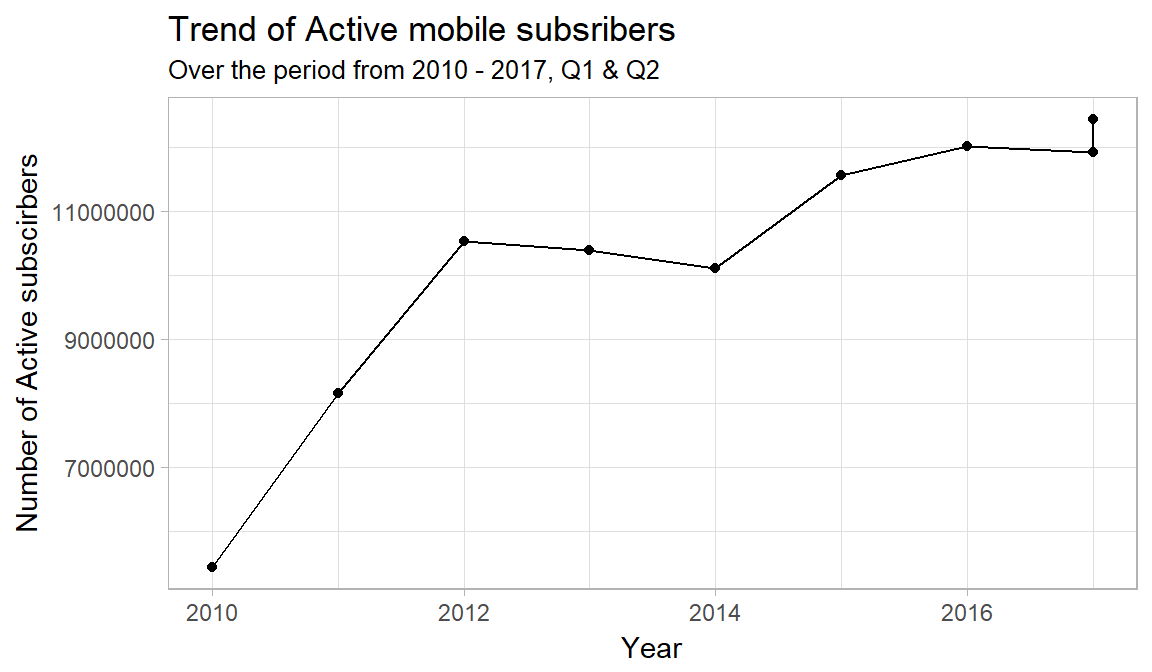 Trend of Active mobile subsribers
Over the period from 2010 - 2017, Q1 & Q2
Number of Active subscirbers
11000000
9000000
7000000
2010
2012
2014
2016
Year